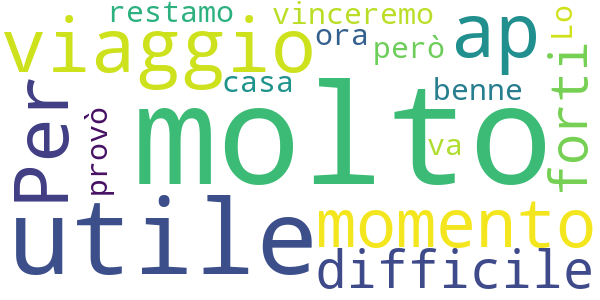 restamo
vinceremo
Lo
viaggio
ora
però
ap
casa
benne
Per
provò
molto
va
forti
utile
momento
difficile